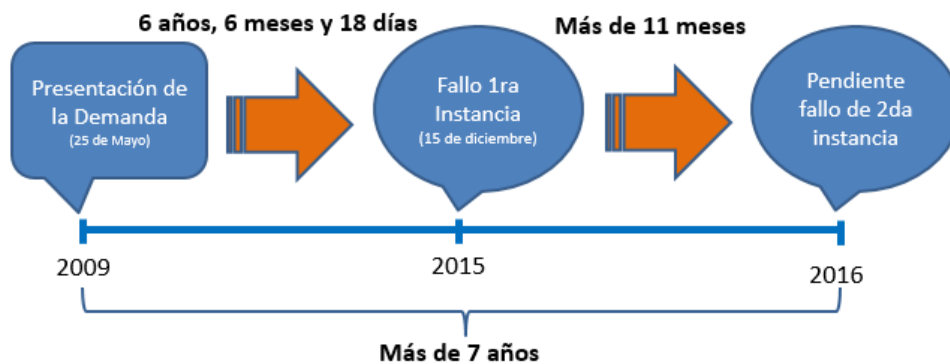 6 años, 6 meses y 18 días
Más de 11 meses
Presentación de
la Demanda
(25 de Mayo)
Fallo 1ra
Instancia
(15 de diciembre)
Pendiente
fallo de 2da
instancia
2009
2015
2016
Más de 7 años